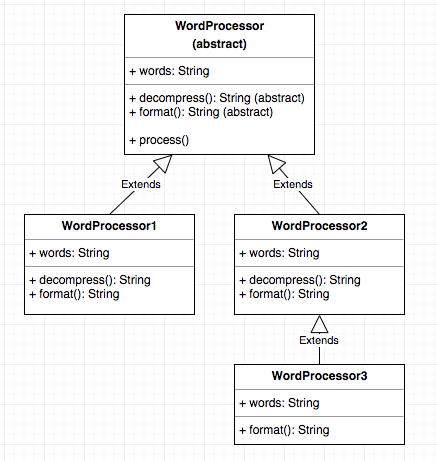 WordProcessor
(abstract)
+ words: String
+ decompress(): String (abstract)
+ format(): String (abstract)
+ process()
Extends
Extends
WordProcessor1
+ words: String
+ decompress(): String
+ format(): String
WordProcessor2
+ words: String
+ decompress(): String
+ format(): String
Extends
WordProcessor3
+ words: String
+ format(): String